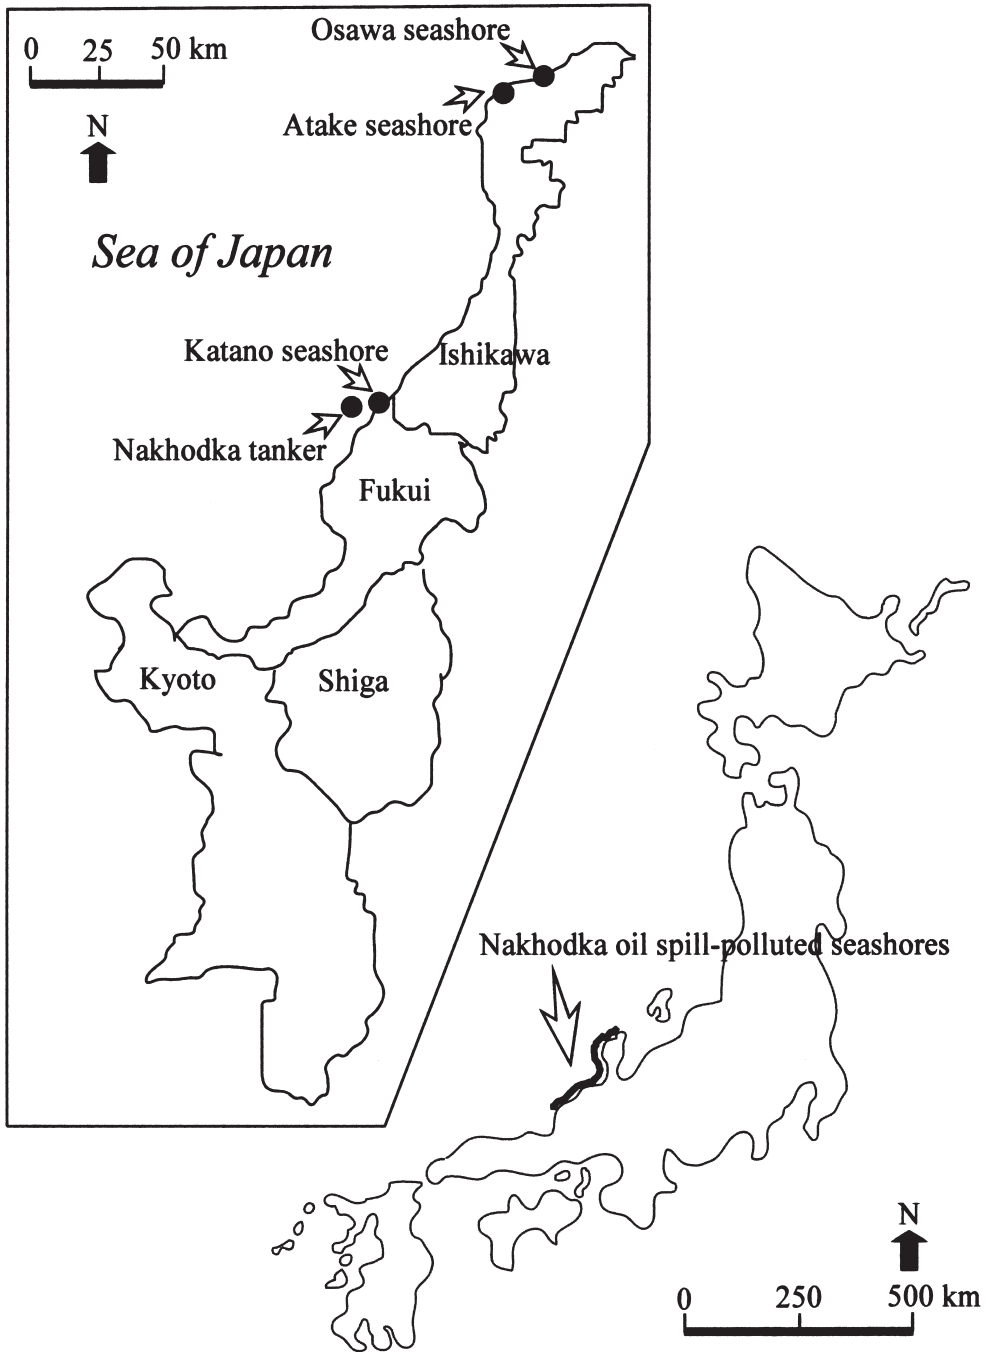 Osawa seashore
0 25 50 km
Atake seashore
N
Sea of Japan
Katano seashore
Ishikawa
Nakhodka tanker
Fukui
Kyoto
Shiga
Nakhodka oil spill-polluted seashores
N
0 250 500 km